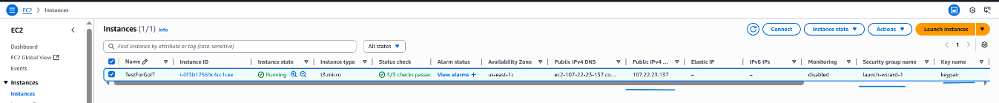 EC2 > Instances
EC2
Dashboard
EC2 Global View
Events
Instances
Instances
Instances (1/1) Info
Connect
Instance state
Actions
Launch instances
Find Instance by attribute or tag (case-sensitive)
All states
1
Name Instance ID Instance state Instance type Status check Alarm status Availability Zone Public IPv4 DNS Public IPv4 ... Elastic IP IPv6 IPs Monitoring Security group name Key name
TestForGoIT i-0f3b17569c4cc1cee Running t3.micro 3/3 checks passed View alarms + us-east-1c ec2-107-22-23-137.co... 107.22.23.137 – – disabled launch-wizard-1 keypair